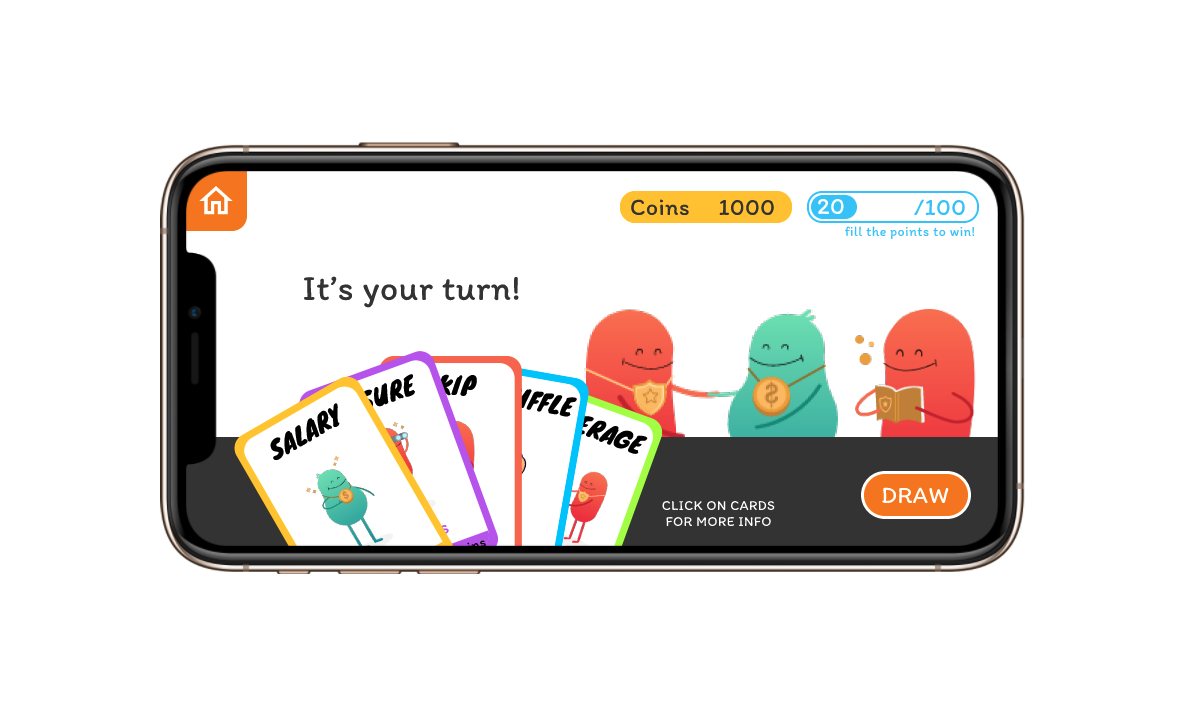 Coins 1000
20 /100
fill the points to win!
It's your turn!
SALARY
SURE
KIP
FFLE
ERAGE
CLICK ON CARDS
FOR MORE INFO
DRAW